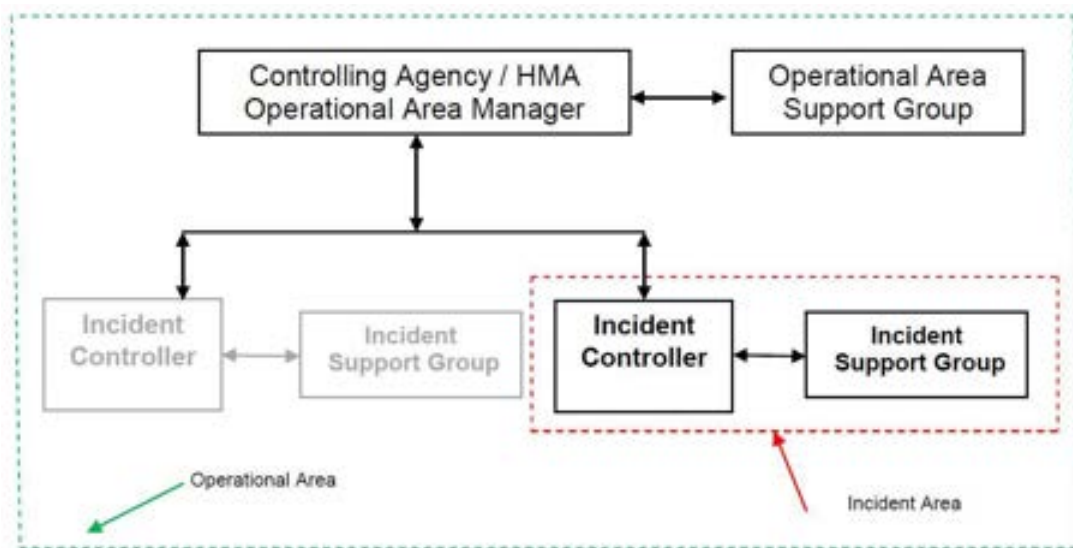 Controlling Agency / HMA
Operational Area Manager
Operational Area
Support Group
Incident
Controller
Incident
Support Group
Incident
Controller
Incident
Support Group
Operational Area
Incident Area